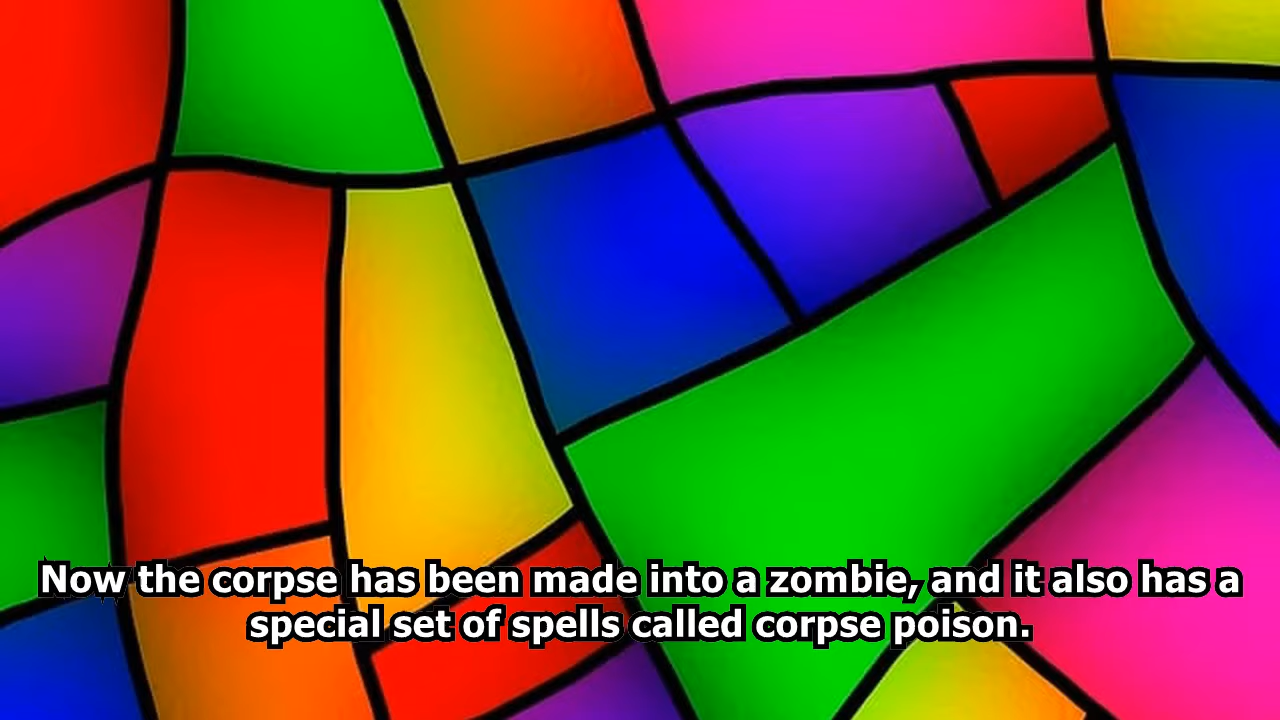 Now the corpse has been made into a zombie, and it also has a
special set of spells called corpse poison.